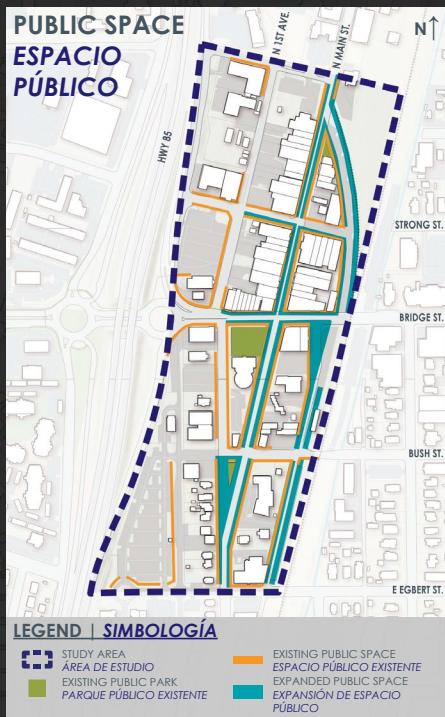 PUBLIC SPACE
ESPACIO
PÚBLICO
N
N 1ST AVE.
N MAIN ST.
HWY 85
STRONG ST.
BRIDGE ST.
BUSH ST.
E EGBERT ST.
LEGEND | SIMBOLOGÍA
STUDY AREA
ÁREA DE ESTUDIO
EXISTING PUBLIC PARK
PARQUE PÚBLICO EXISTENTE
EXISTING PUBLIC SPACE
ESPACIO PÚBLICO EXISTENTE
EXPANDED PUBLIC SPACE
EXPANSIÓN DE ESPACIO
PÚBLICO